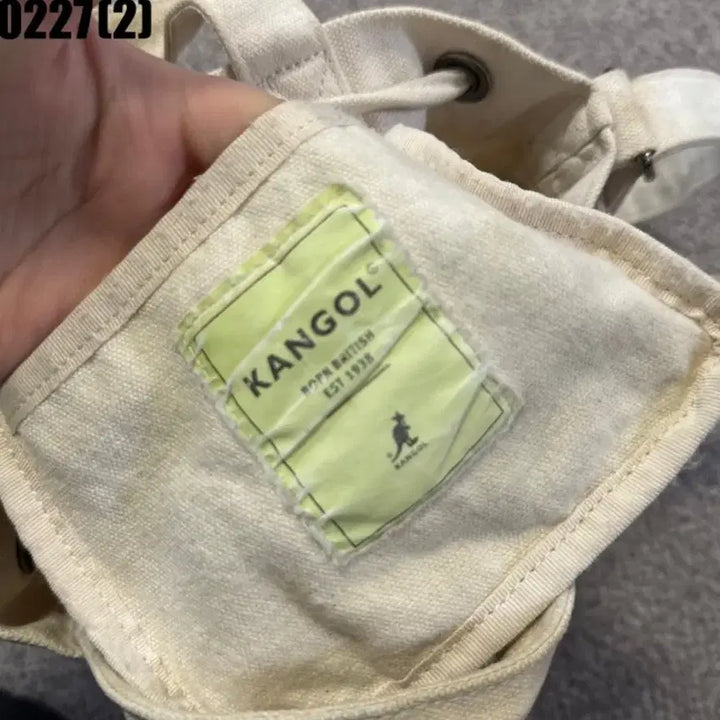 0227(2)
KANGOL
BORN BRITISH
EST 1938
KANGOL